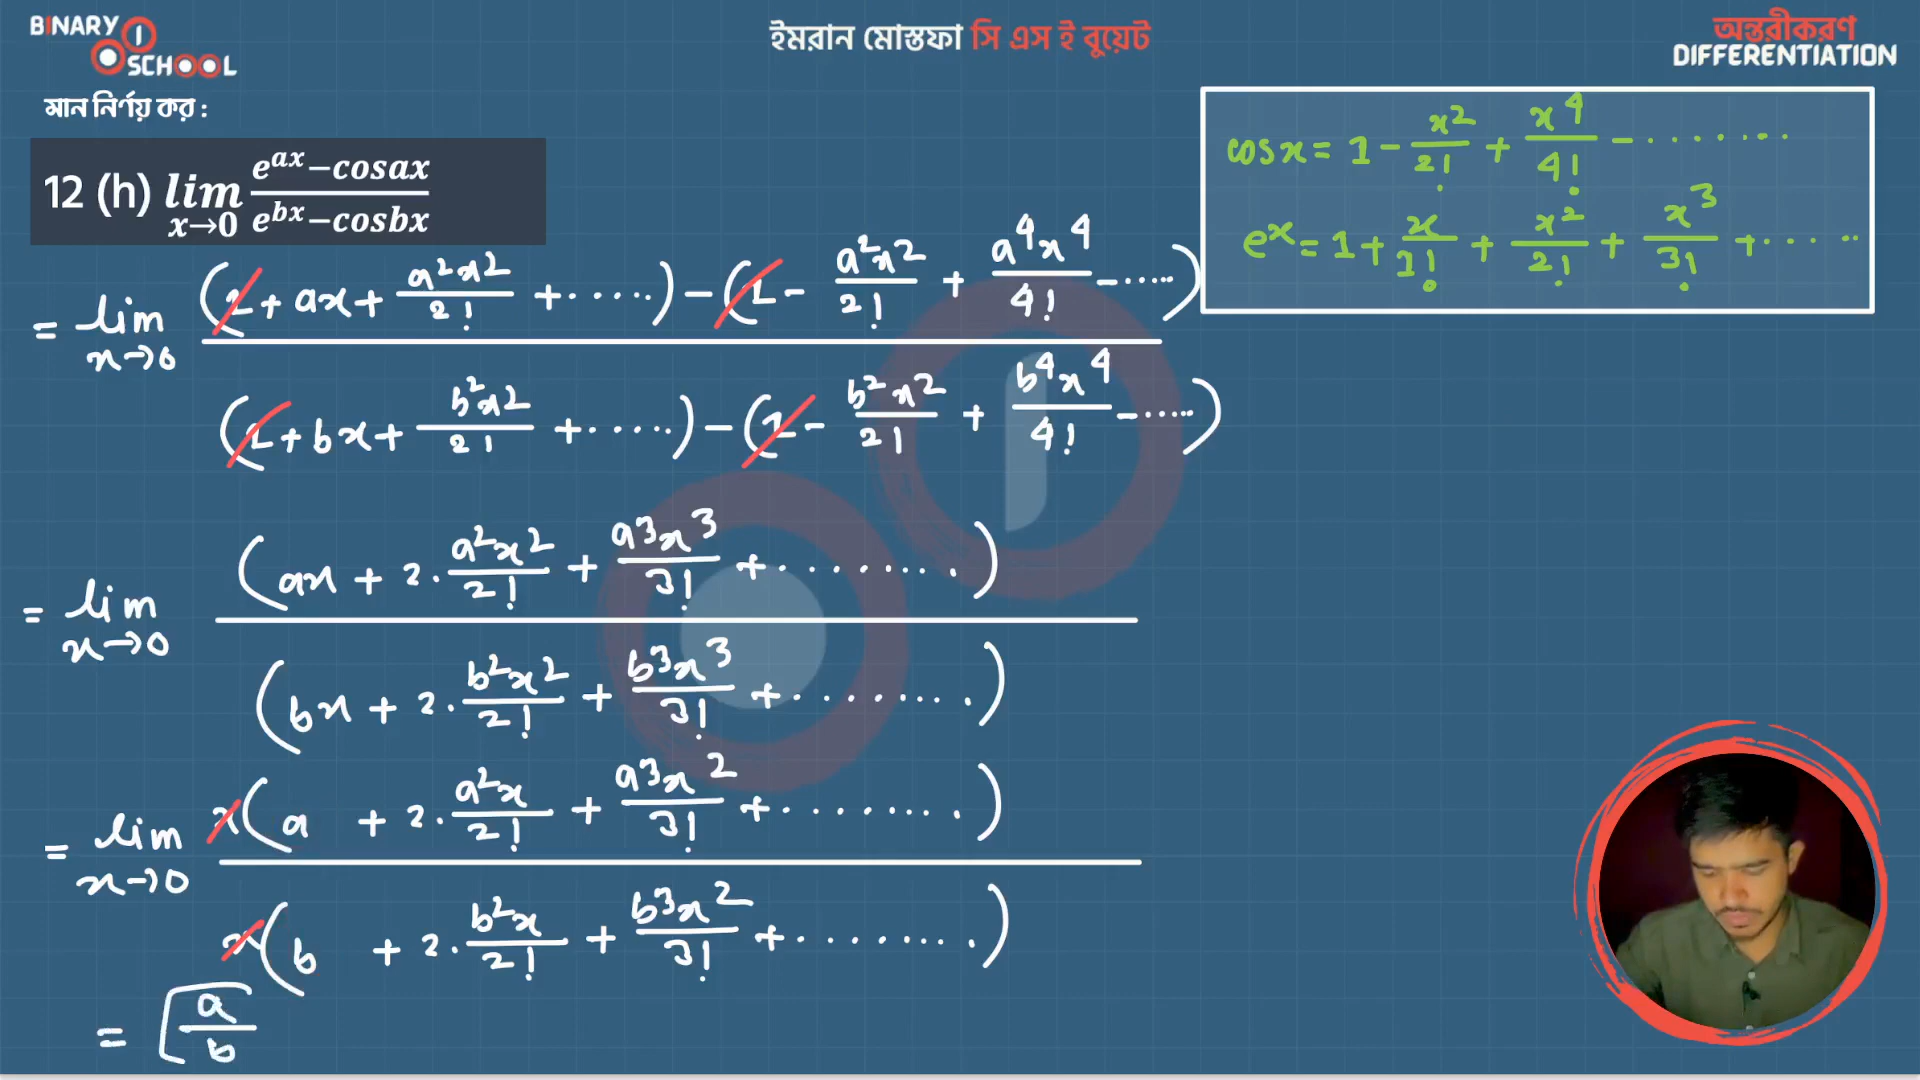 BINARY SCHOOL
ইমরান মোস্তফা সি এস ই বুয়েট
অন্তরীকরণ
DIFFERENTIATION
মান নির্ণয় কর :
12 (h) lim x→0 (e^{ax}−cosax)/(e^{bx}−cosbx)
cosx = 1 − x²/2! + x⁴/4! − ········
e^x = 1 + x/1! + x²/2! + x³/3! + ······
= lim x→0 ((1 + ax + a²x²/2! + ·····) − (1 − a²x²/2! + a⁴x⁴/4! − ·····))/((1 + bx + b²x²/2! + ·····) − (1 − b²x²/2! + b⁴x⁴/4! − ·····))
= lim x→0 (ax + 2·a²x²/2! + a³x³/3! + ········)/(bx + 2·b²x²/2! + b³x³/3! + ········)
= lim x→0 x(a + 2·a²x/2! + a³x²/3! + ········)/x(b + 2·b²x/2! + b³x²/3! + ········)
= a/b